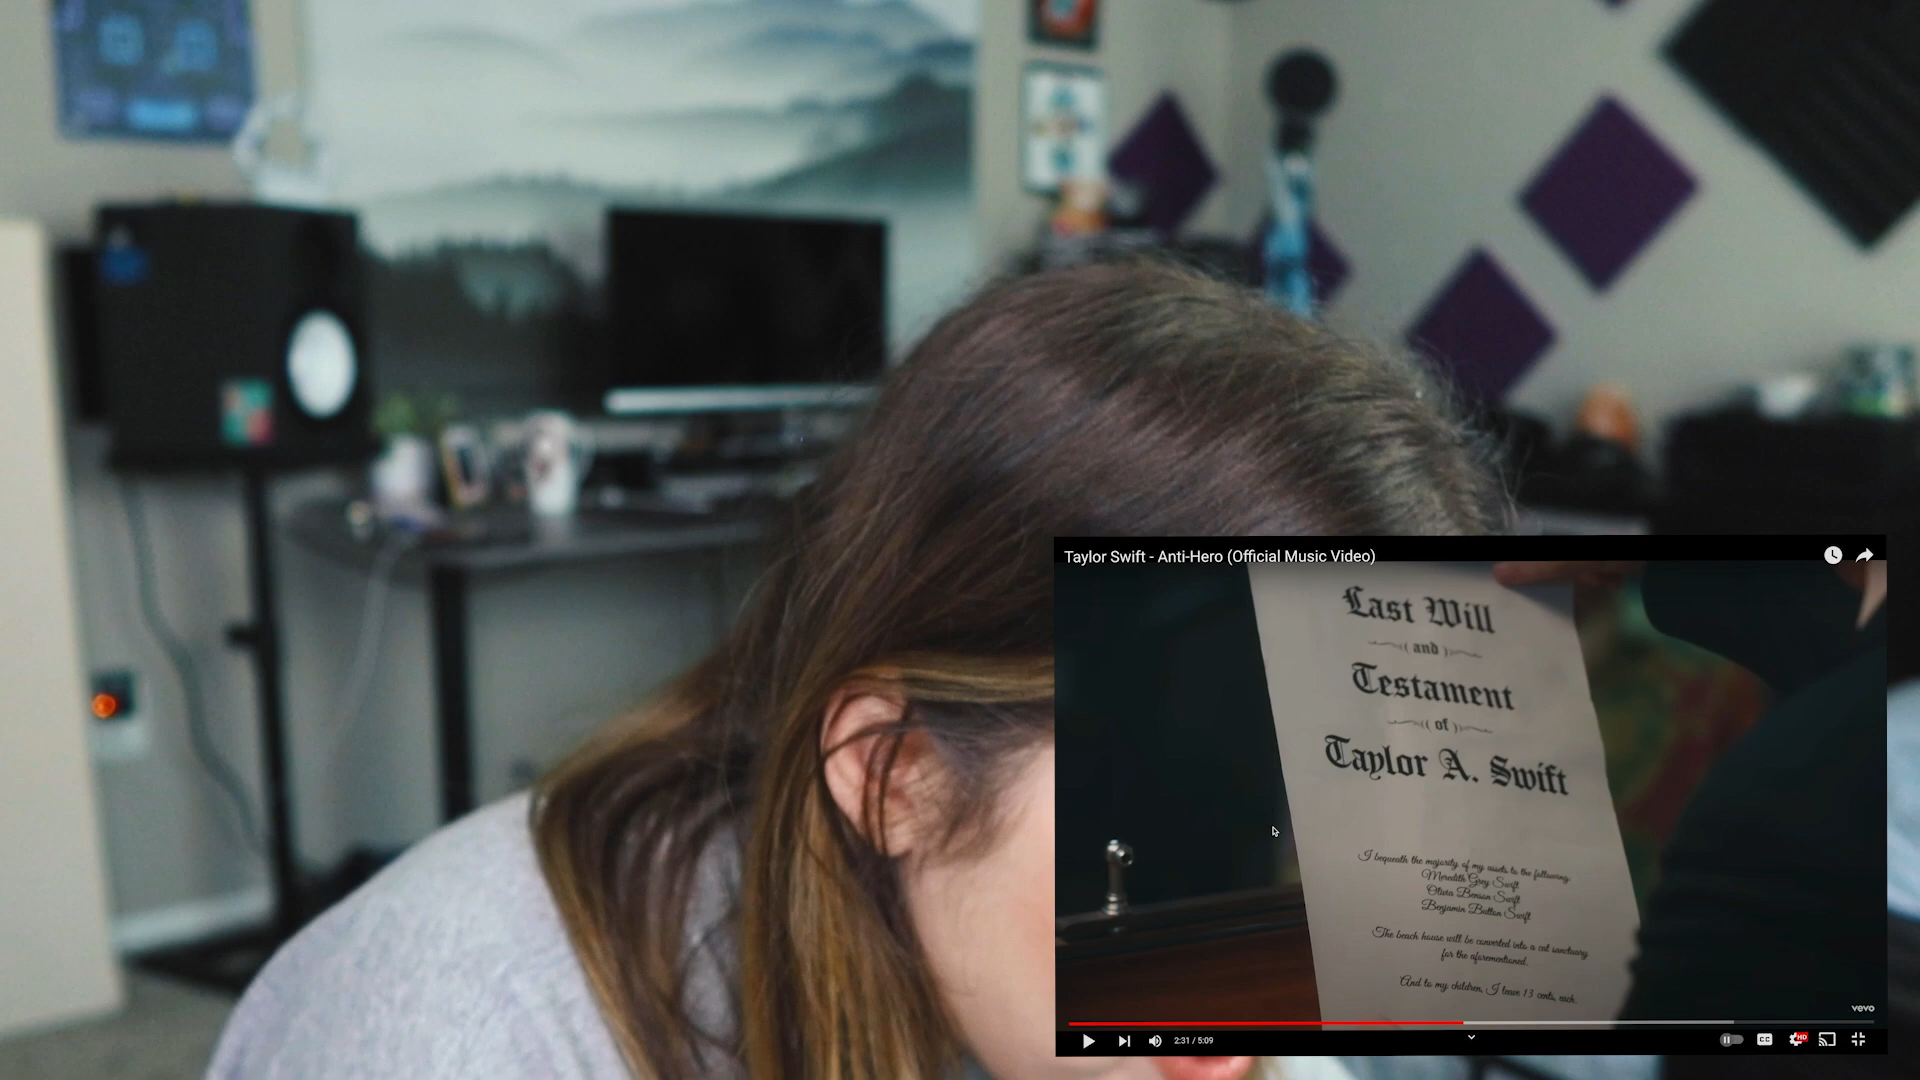 Taylor Swift - Anti-Hero (Official Music Video)
Last Will
and
Testament
of
Taylor A. Swift
I bequeath the majority of my assets to the following:
Meredith Grey Swift
Olivia Benson Swift
Benjamin Button Swift
The beach house will be converted into a cat sanctuary
for the aforementioned.
And to my children, I leave 13 cents, each.
vevo
2:31 / 5:09
CC
HD